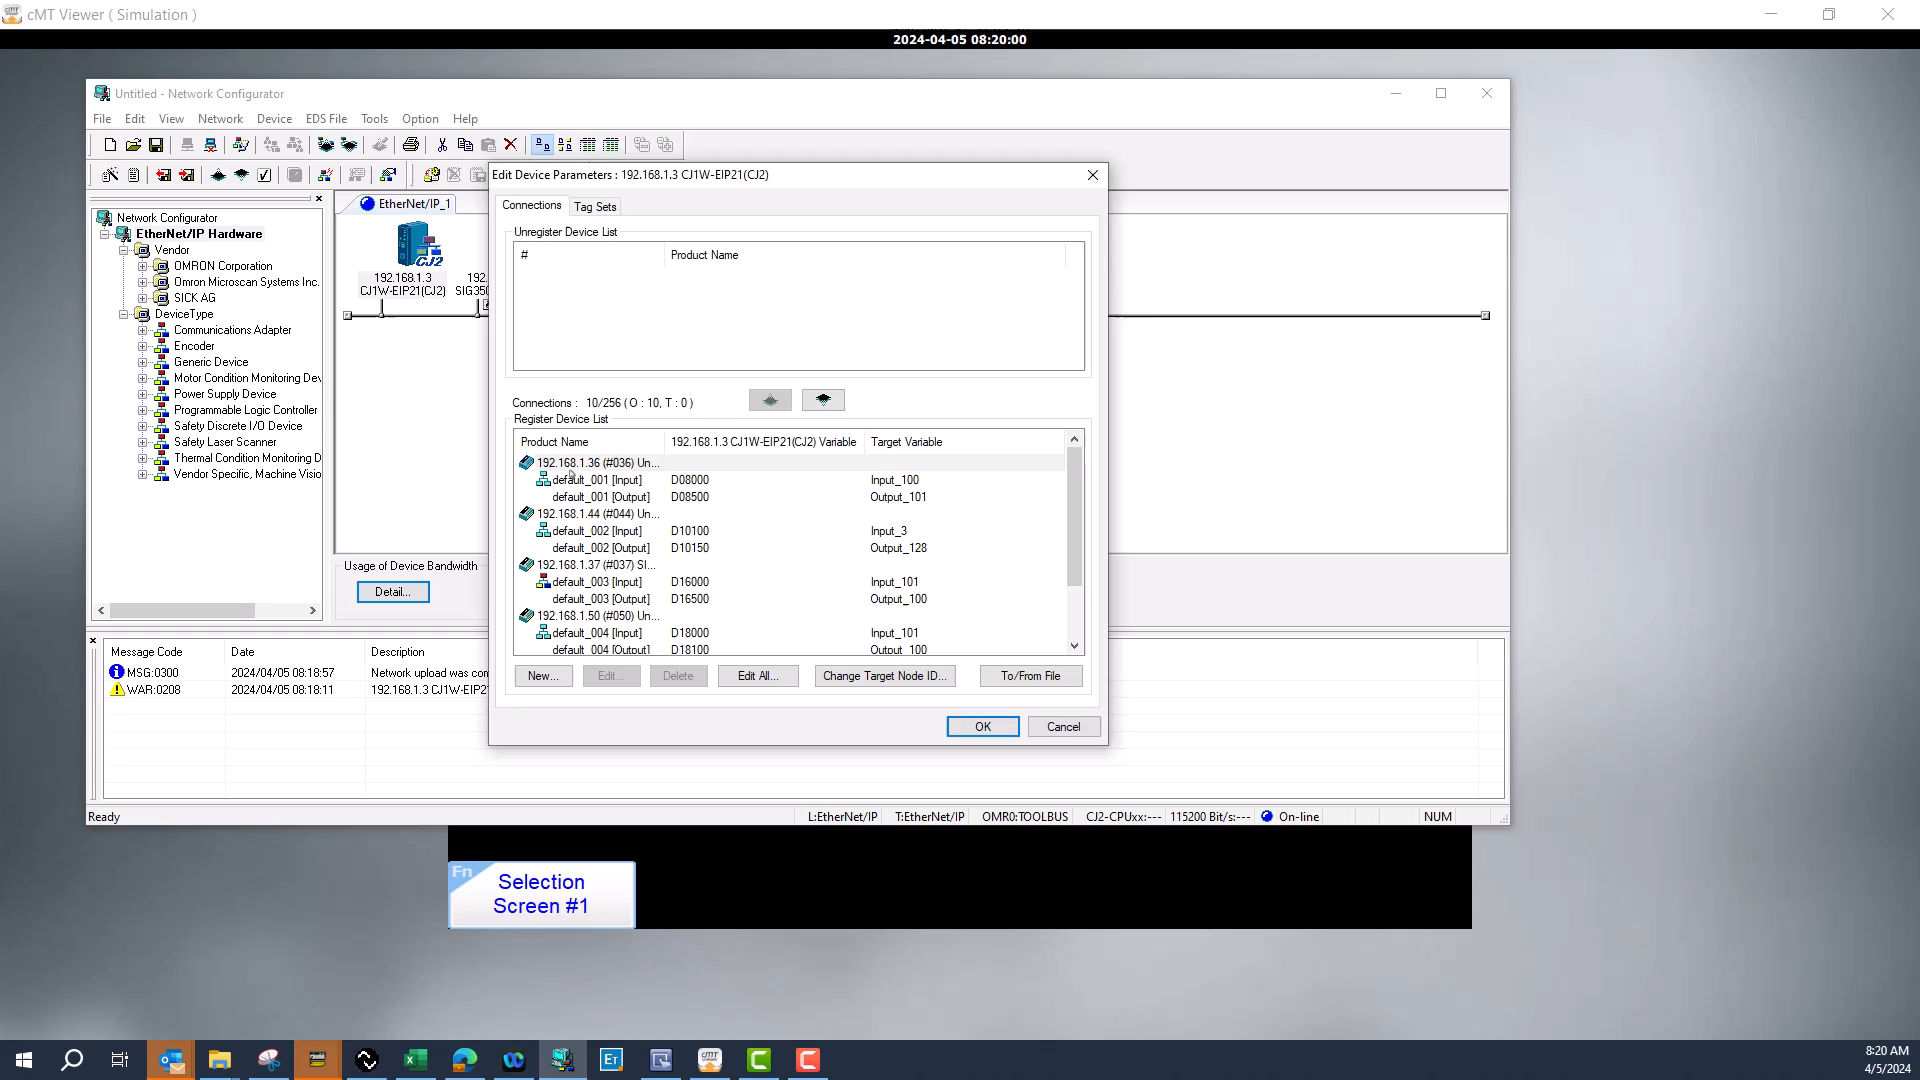 cMT Viewer ( Simulation )
2024-04-05 08:20:00
Untitled - Network Configurator
File Edit View Network Device EDS File Tools Option Help
Edit Device Parameters : 192.168.1.3 CJ1W-EIP21(CJ2)
Connections Tag Sets
Unregister Device List
# Product Name
Connections : 10/256 ( O : 10, T : 0 )
Register Device List
Product Name 192.168.1.3 CJ1W-EIP21(CJ2) Variable Target Variable
192.168.1.36 (#036) Un...
default_001 [Input] D08000 Input_100
default_001 [Output] D08500 Output_101
192.168.1.44 (#044) Un...
default_002 [Input] D10100 Input_3
default_002 [Output] D10150 Output_128
192.168.1.37 (#037) SI...
default_003 [Input] D16000 Input_101
default_003 [Output] D16500 Output_100
192.168.1.50 (#050) Un...
default_004 [Input] D18000 Input_101
default_004 [Output] D18100 Output_100
New... Edit... Delete Edit All... Change Target Node ID... To/From File
OK Cancel
Network Configurator
EtherNet/IP Hardware
Vendor
OMRON Corporation
Omron Microscan Systems Inc.
SICK AG
DeviceType
Communications Adapter
Encoder
Generic Device
Motor Condition Monitoring Dev
Power Supply Device
Programmable Logic Controller
Safety Discrete I/O Device
Safety Laser Scanner
Thermal Condition Monitoring D
Vendor Specific, Machine Visio
EtherNet/IP_1
CJ2
192.168.1.3
CJ1W-EIP21(CJ2)
192.
SIG350
Usage of Device Bandwidth
Detail...
Message Code Date Description
MSG:0300 2024/04/05 08:18:57 Network upload was com
WAR:0208 2024/04/05 08:18:11 192.168.1.3 CJ1W-EIP2
Ready L:EtherNet/IP T:EtherNet/IP OMR0:TOOLBUS CJ2-CPUxx:--- 115200 Bit/s:--- On-line NUM
Fn
Selection
Screen #1
8:20 AM
4/5/2024